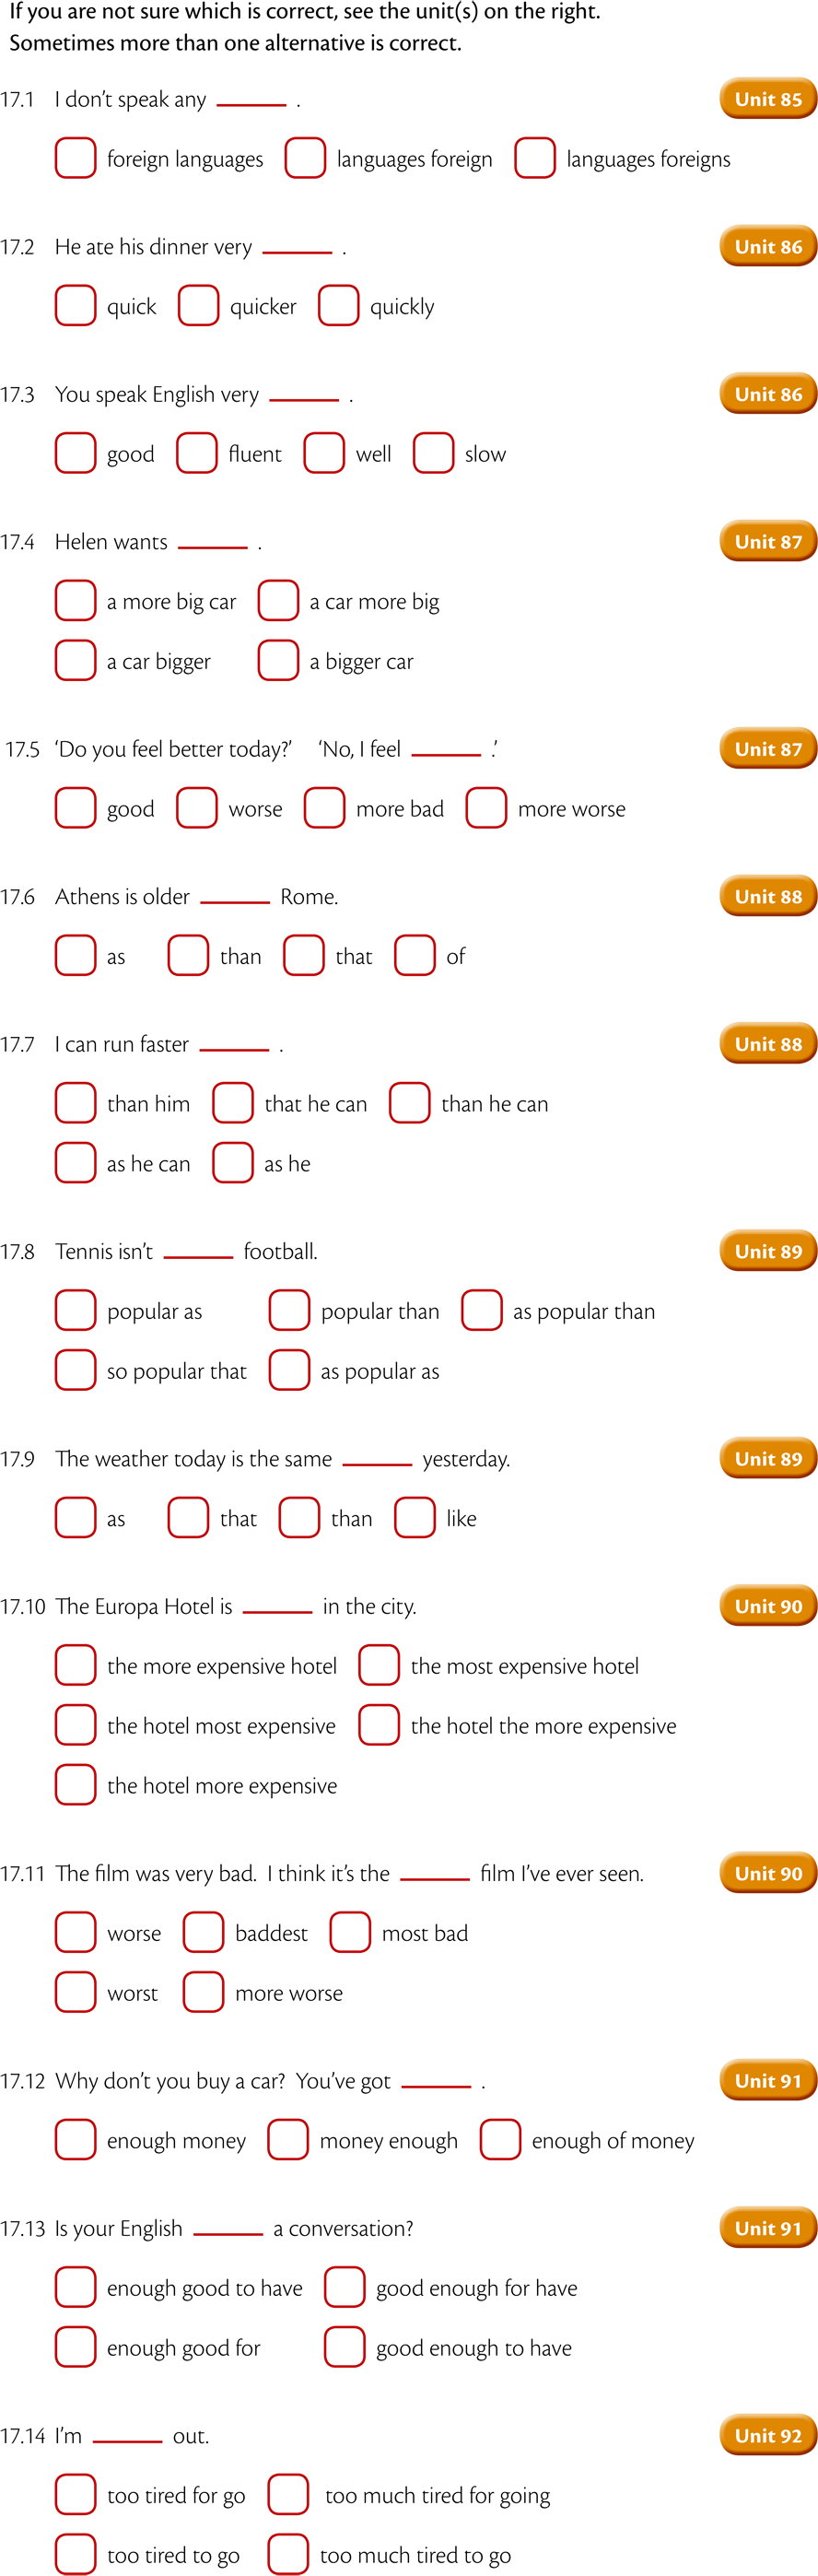 If you are not sure which is correct, see the unit(s) on the right.
Sometimes more than one alternative is correct.
17.1 I don't speak any ______ . Unit 85
foreign languages languages foreign languages foreigns
17.2 He ate his dinner very ______ . Unit 86
quick quicker quickly
17.3 You speak English very ______ . Unit 86
good fluent well slow
17.4 Helen wants ______ . Unit 87
a more big car a car more big
a car bigger a bigger car
17.5 ‘Do you feel better today?’ ‘No, I feel ______ .’ Unit 87
good worse more bad more worse
17.6 Athens is older ______ Rome. Unit 88
as than that of
17.7 I can run faster ______ . Unit 88
than him that he can than he can
as he can as he
17.8 Tennis isn't ______ football. Unit 89
popular as popular than as popular than
so popular that as popular as
17.9 The weather today is the same ______ yesterday. Unit 89
as that than like
17.10 The Europa Hotel is ______ in the city. Unit 90
the more expensive hotel the most expensive hotel
the hotel most expensive the hotel the more expensive
the hotel more expensive
17.11 The film was very bad. I think it's the ______ film I've ever seen. Unit 90
worse baddest most bad
worst more worse
17.12 Why don't you buy a car? You've got ______ . Unit 91
enough money money enough enough of money
17.13 Is your English ______ a conversation? Unit 91
enough good to have good enough for have
enough good for good enough to have
17.14 I'm ______ out. Unit 92
too tired for go too much tired for going
too tired to go too much tired to go